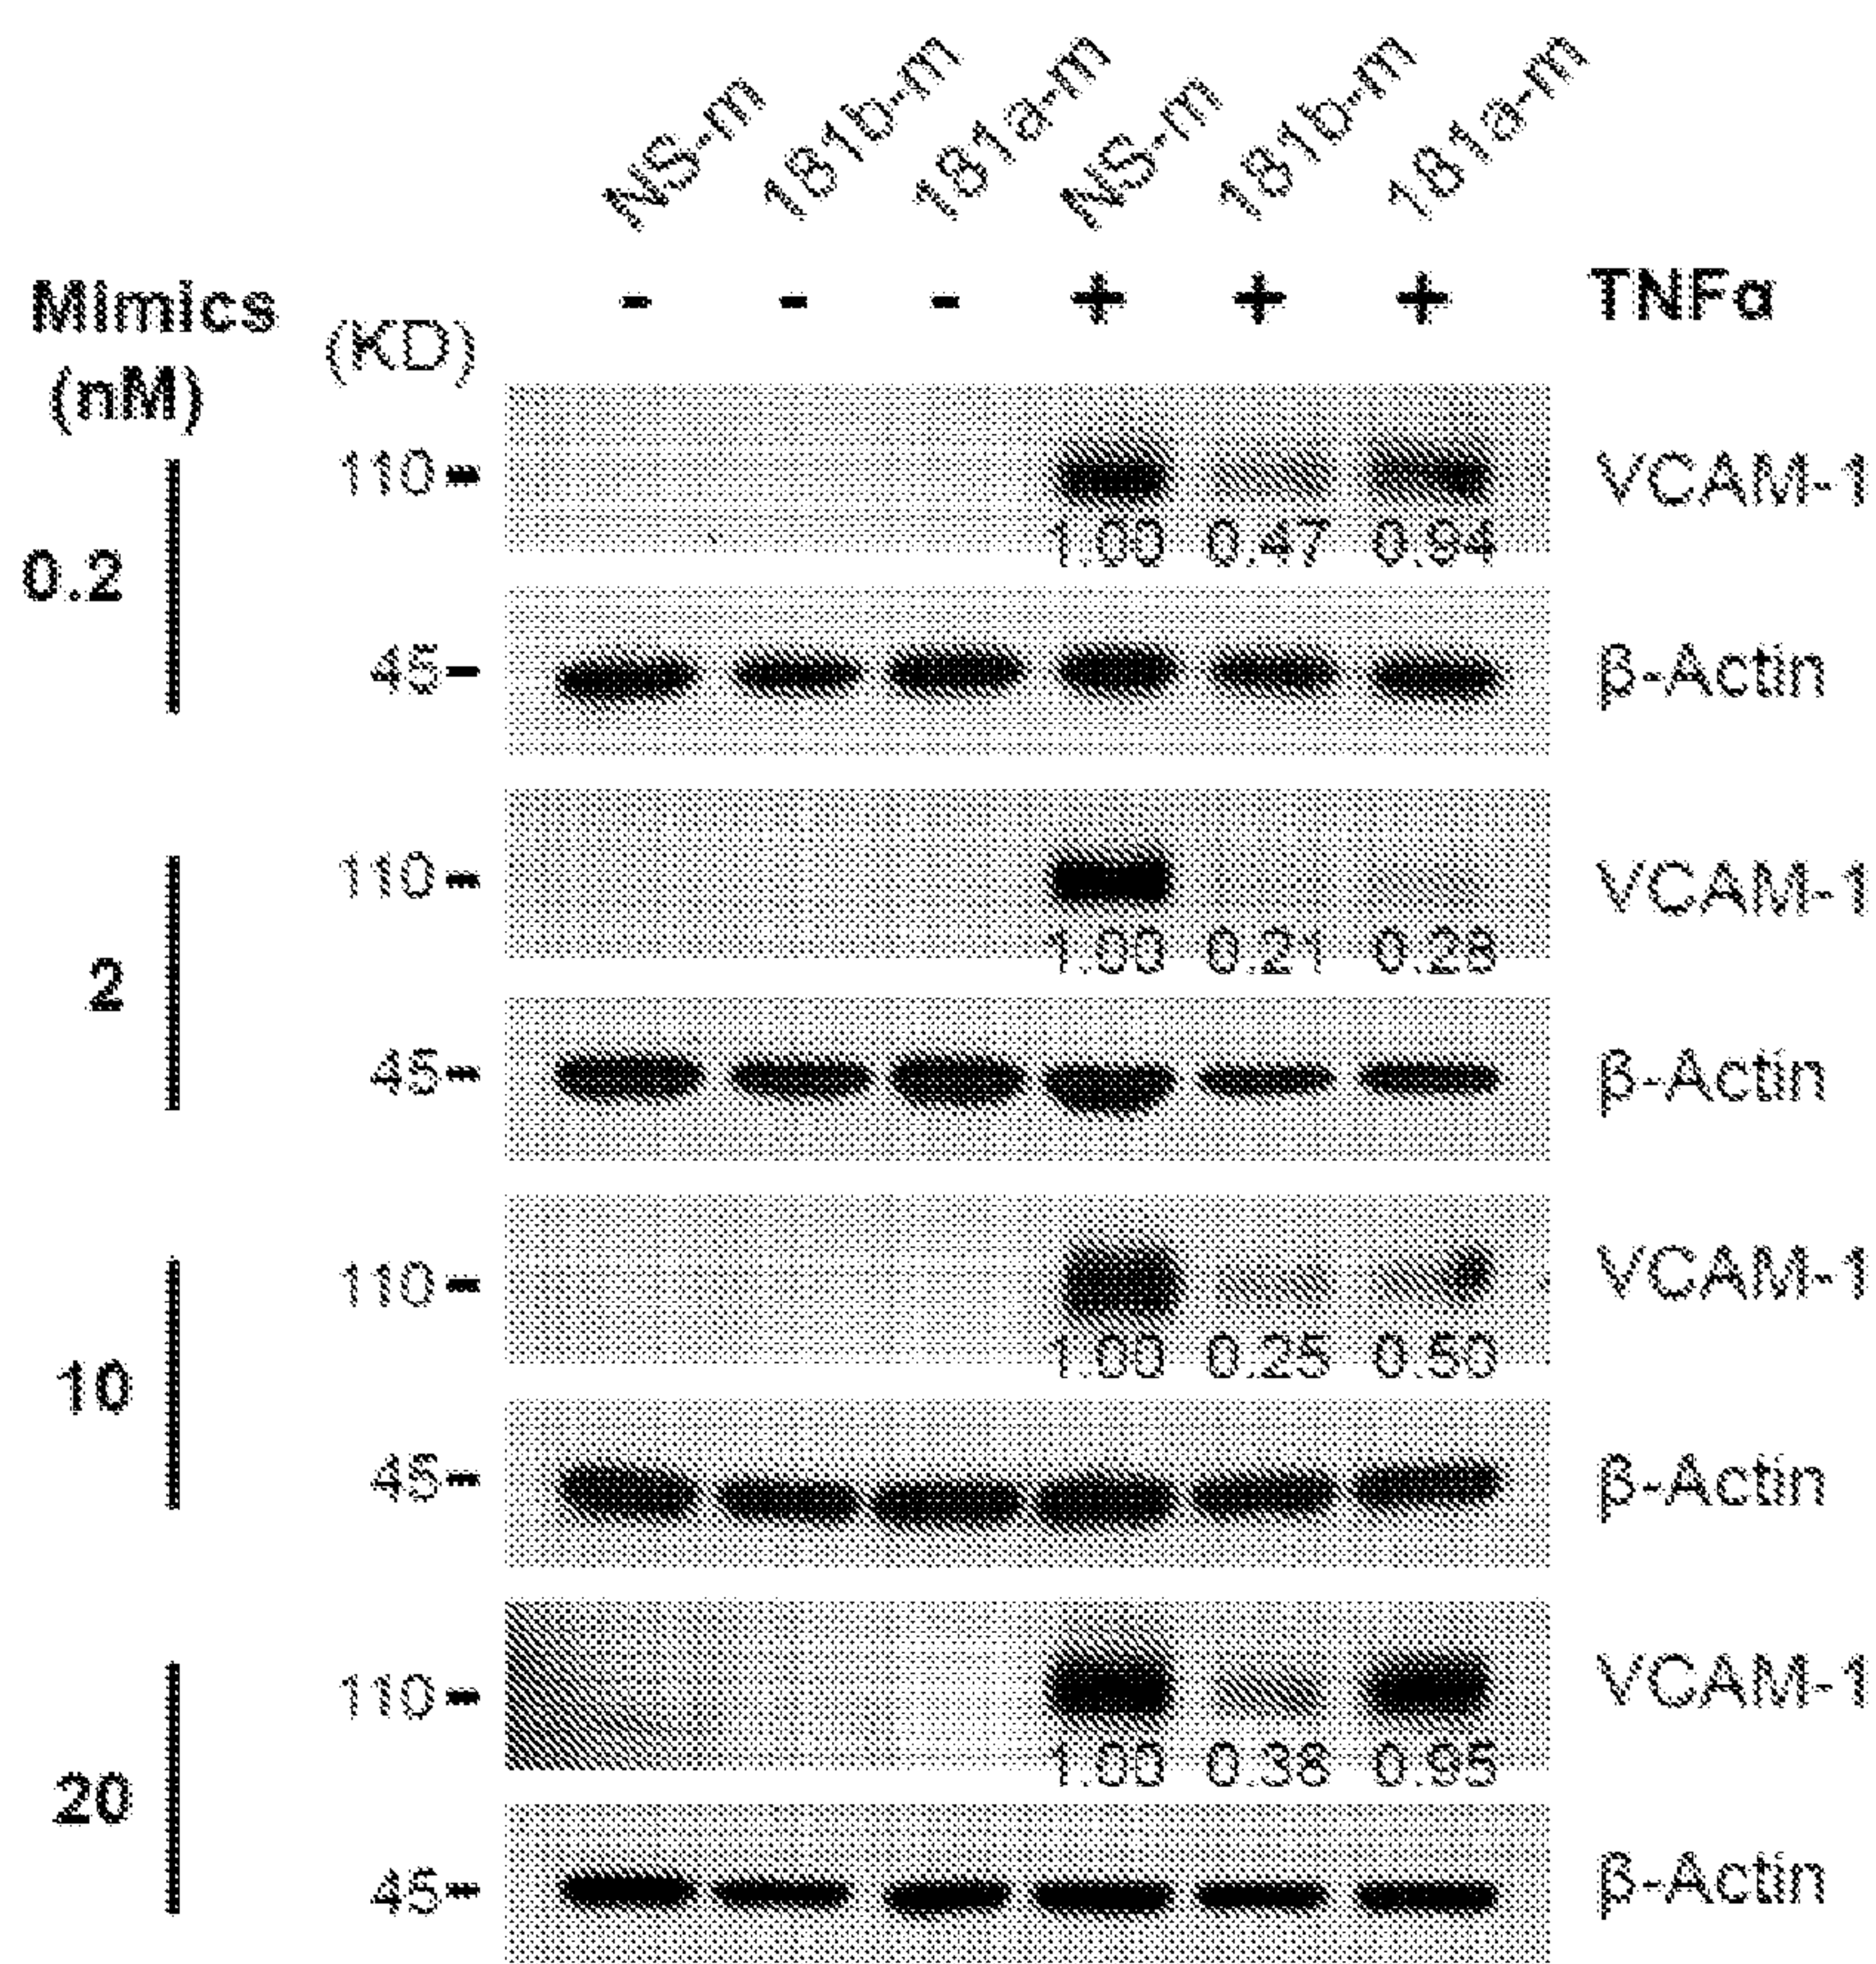 NS-m 181b-m 181a-m NS-m 181b-m 181a-m
Mimics - - - + + + TNFα
(nM) (KD)
110 - VCAM-1
1.00 0.47 0.94
0.2
45 - β-Actin
110 - VCAM-1
1.00 0.21 0.28
2
45 - β-Actin
110 - VCAM-1
1.00 0.25 0.50
10
45 - β-Actin
110 - VCAM-1
1.00 0.38 0.95
20
45 - β-Actin